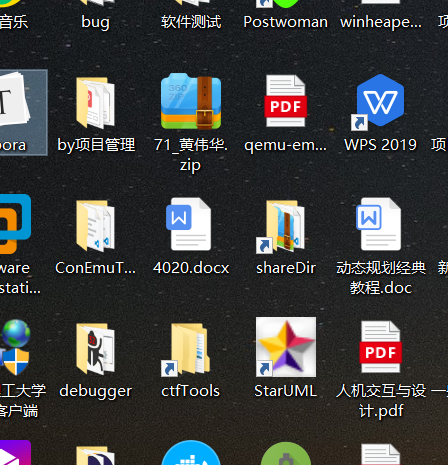 音乐
bug
软件测试
Postwoman
winheape...
项
T
pora
by项目管理
71_黄伟华.
zip
PDF
qemu-em...
W
WPS 2019
项
ware
stati...
ConEmuT...
W
4020.docx
shareDir
W
动态规划经典
教程.doc
新
工大学
客户端
debugger
ctfTools
StarUML
PDF
人机交互与设
计.pdf
一